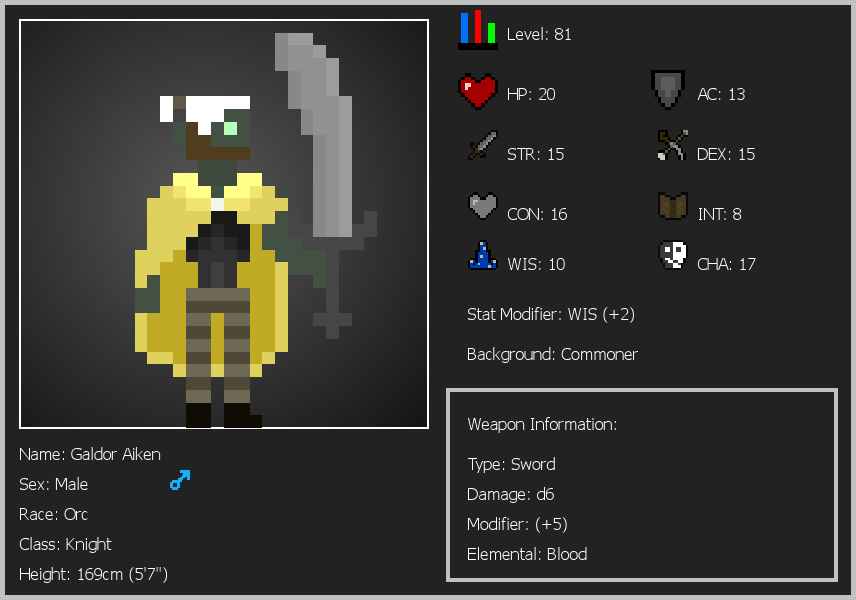 Level: 81
HP: 20
AC: 13
STR: 15
DEX: 15
CON: 16
INT: 8
WIS: 10
CHA: 17
Stat Modifier: WIS (+2)
Background: Commoner
Weapon Information:
Type: Sword
Damage: d6
Modifier: (+5)
Elemental: Blood
Name: Galdor Aiken
Sex: Male
Race: Orc
Class: Knight
Height: 169cm (5'7")